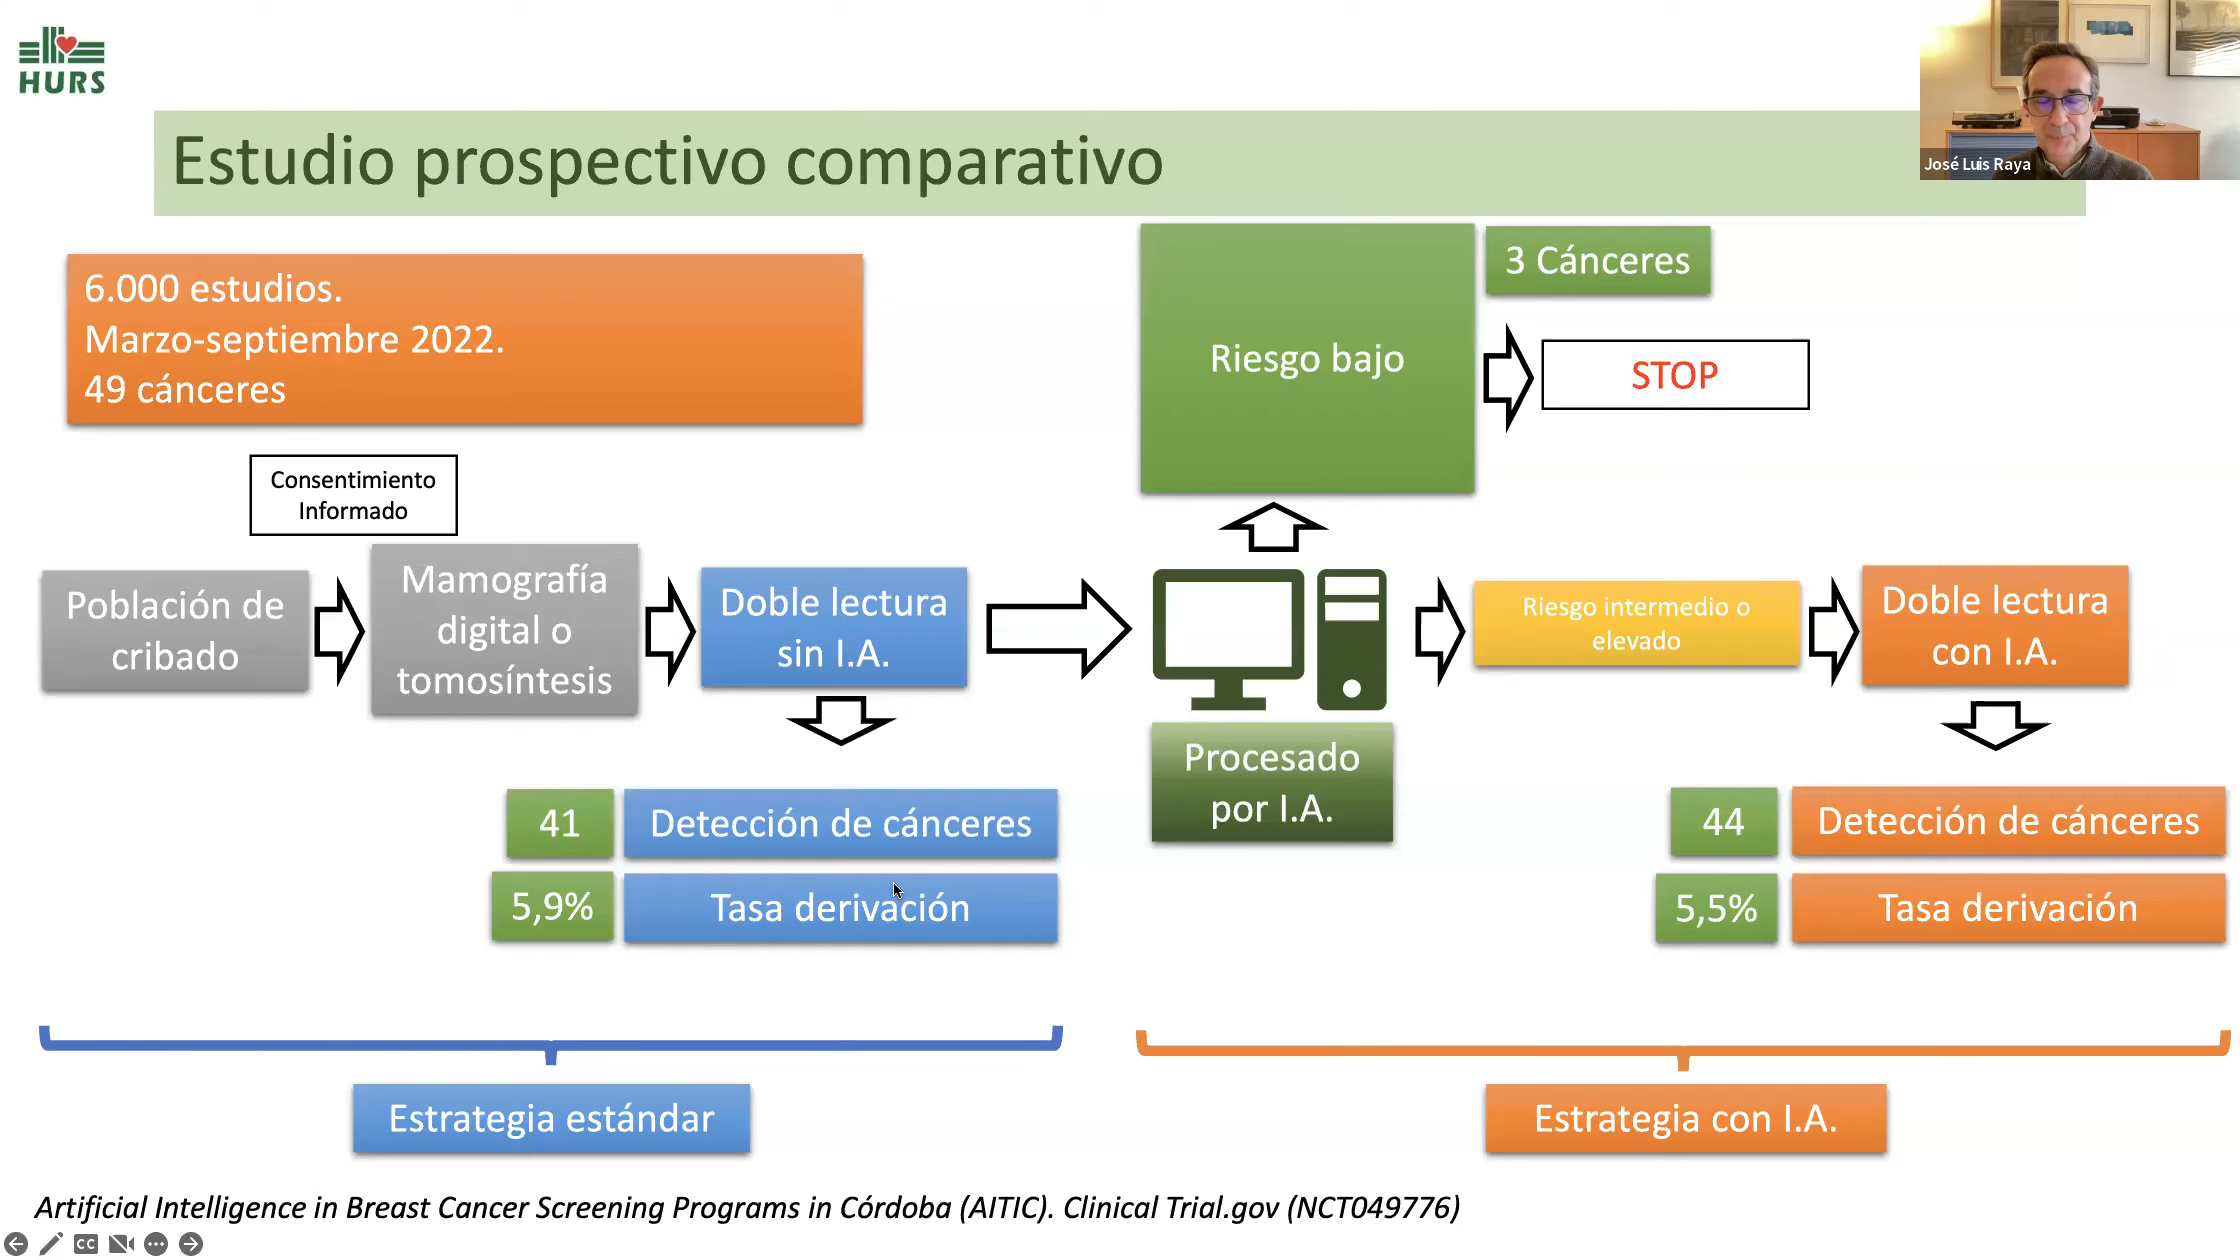 HURS
José Luis Raya
Estudio prospectivo comparativo
6.000 estudios.
Marzo-septiembre 2022.
49 cánceres
Riesgo bajo
3 Cánceres
STOP
Consentimiento
Informado
Población de
cribado
Mamografía
digital o
tomosíntesis
Doble lectura
sin I.A.
Procesado
por I.A.
Riesgo intermedio o
elevado
Doble lectura
con I.A.
41
Detección de cánceres
5,9%
Tasa derivación
44
Detección de cánceres
5,5%
Tasa derivación
Estrategia estándar
Estrategia con I.A.
Artificial Intelligence in Breast Cancer Screening Programs in Córdoba (AITIC). Clinical Trial.gov (NCT049776)
CC